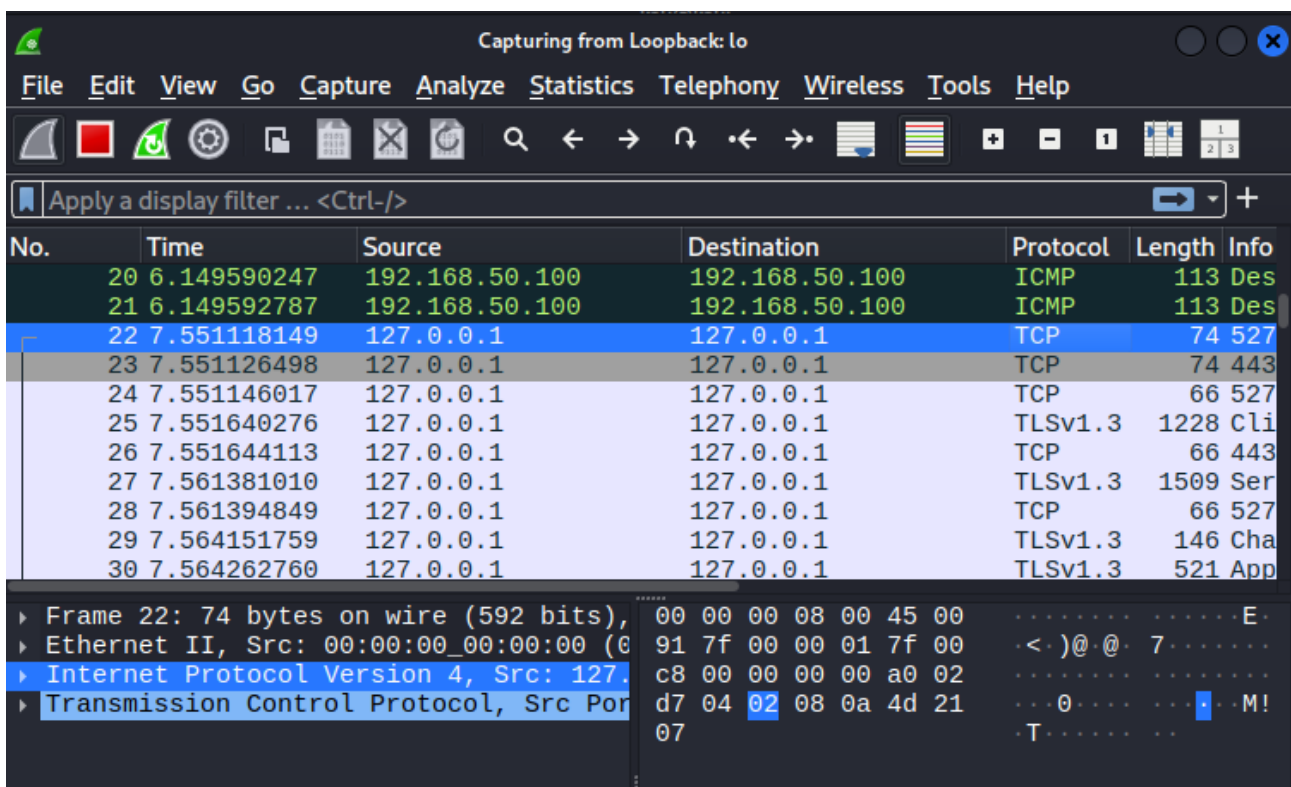 Capturing from Loopback: lo
File Edit View Go Capture Analyze Statistics Telephony Wireless Tools Help
Apply a display filter ... <Ctrl-/>
No. Time Source Destination Protocol Length Info
20 6.149590247 192.168.50.100 192.168.50.100 ICMP 113 Des
21 6.149592787 192.168.50.100 192.168.50.100 ICMP 113 Des
22 7.551118149 127.0.0.1 127.0.0.1 TCP 74 527
23 7.551126498 127.0.0.1 127.0.0.1 TCP 74 443
24 7.551146017 127.0.0.1 127.0.0.1 TCP 66 527
25 7.551640276 127.0.0.1 127.0.0.1 TLSv1.3 1228 Cli
26 7.551644113 127.0.0.1 127.0.0.1 TCP 66 443
27 7.561381010 127.0.0.1 127.0.0.1 TLSv1.3 1509 Ser
28 7.561394849 127.0.0.1 127.0.0.1 TCP 66 527
29 7.564151759 127.0.0.1 127.0.0.1 TLSv1.3 146 Cha
30 7.564262760 127.0.0.1 127.0.0.1 TLSv1.3 521 App
Frame 22: 74 bytes on wire (592 bits),
Ethernet II, Src: 00:00:00_00:00:00 (0
Internet Protocol Version 4, Src: 127.
Transmission Control Protocol, Src Por
00 00 00 08 00 45 00 ········ ······E·
91 7f 00 00 01 7f 00 ·<·)@·@· 7·······
c8 00 00 00 00 a0 02 ········ ········
d7 04 02 08 0a 4d 21 ···0···· ······M!
07 ·T······ ··